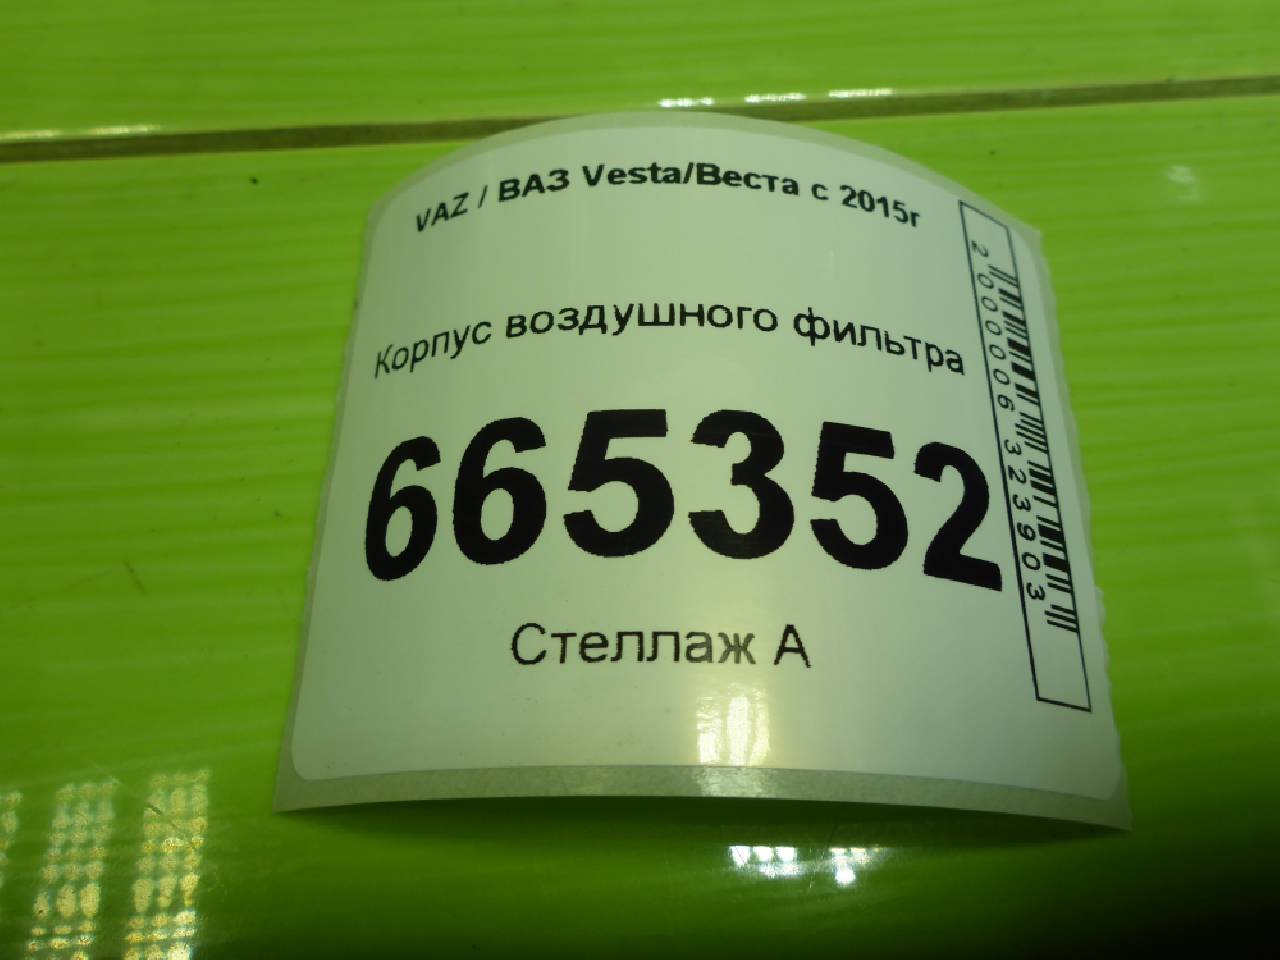 VAZ / ВАЗ Vesta/Веста с 2015г
Корпус воздушного фильтра
665352
Стеллаж А
2000006323903